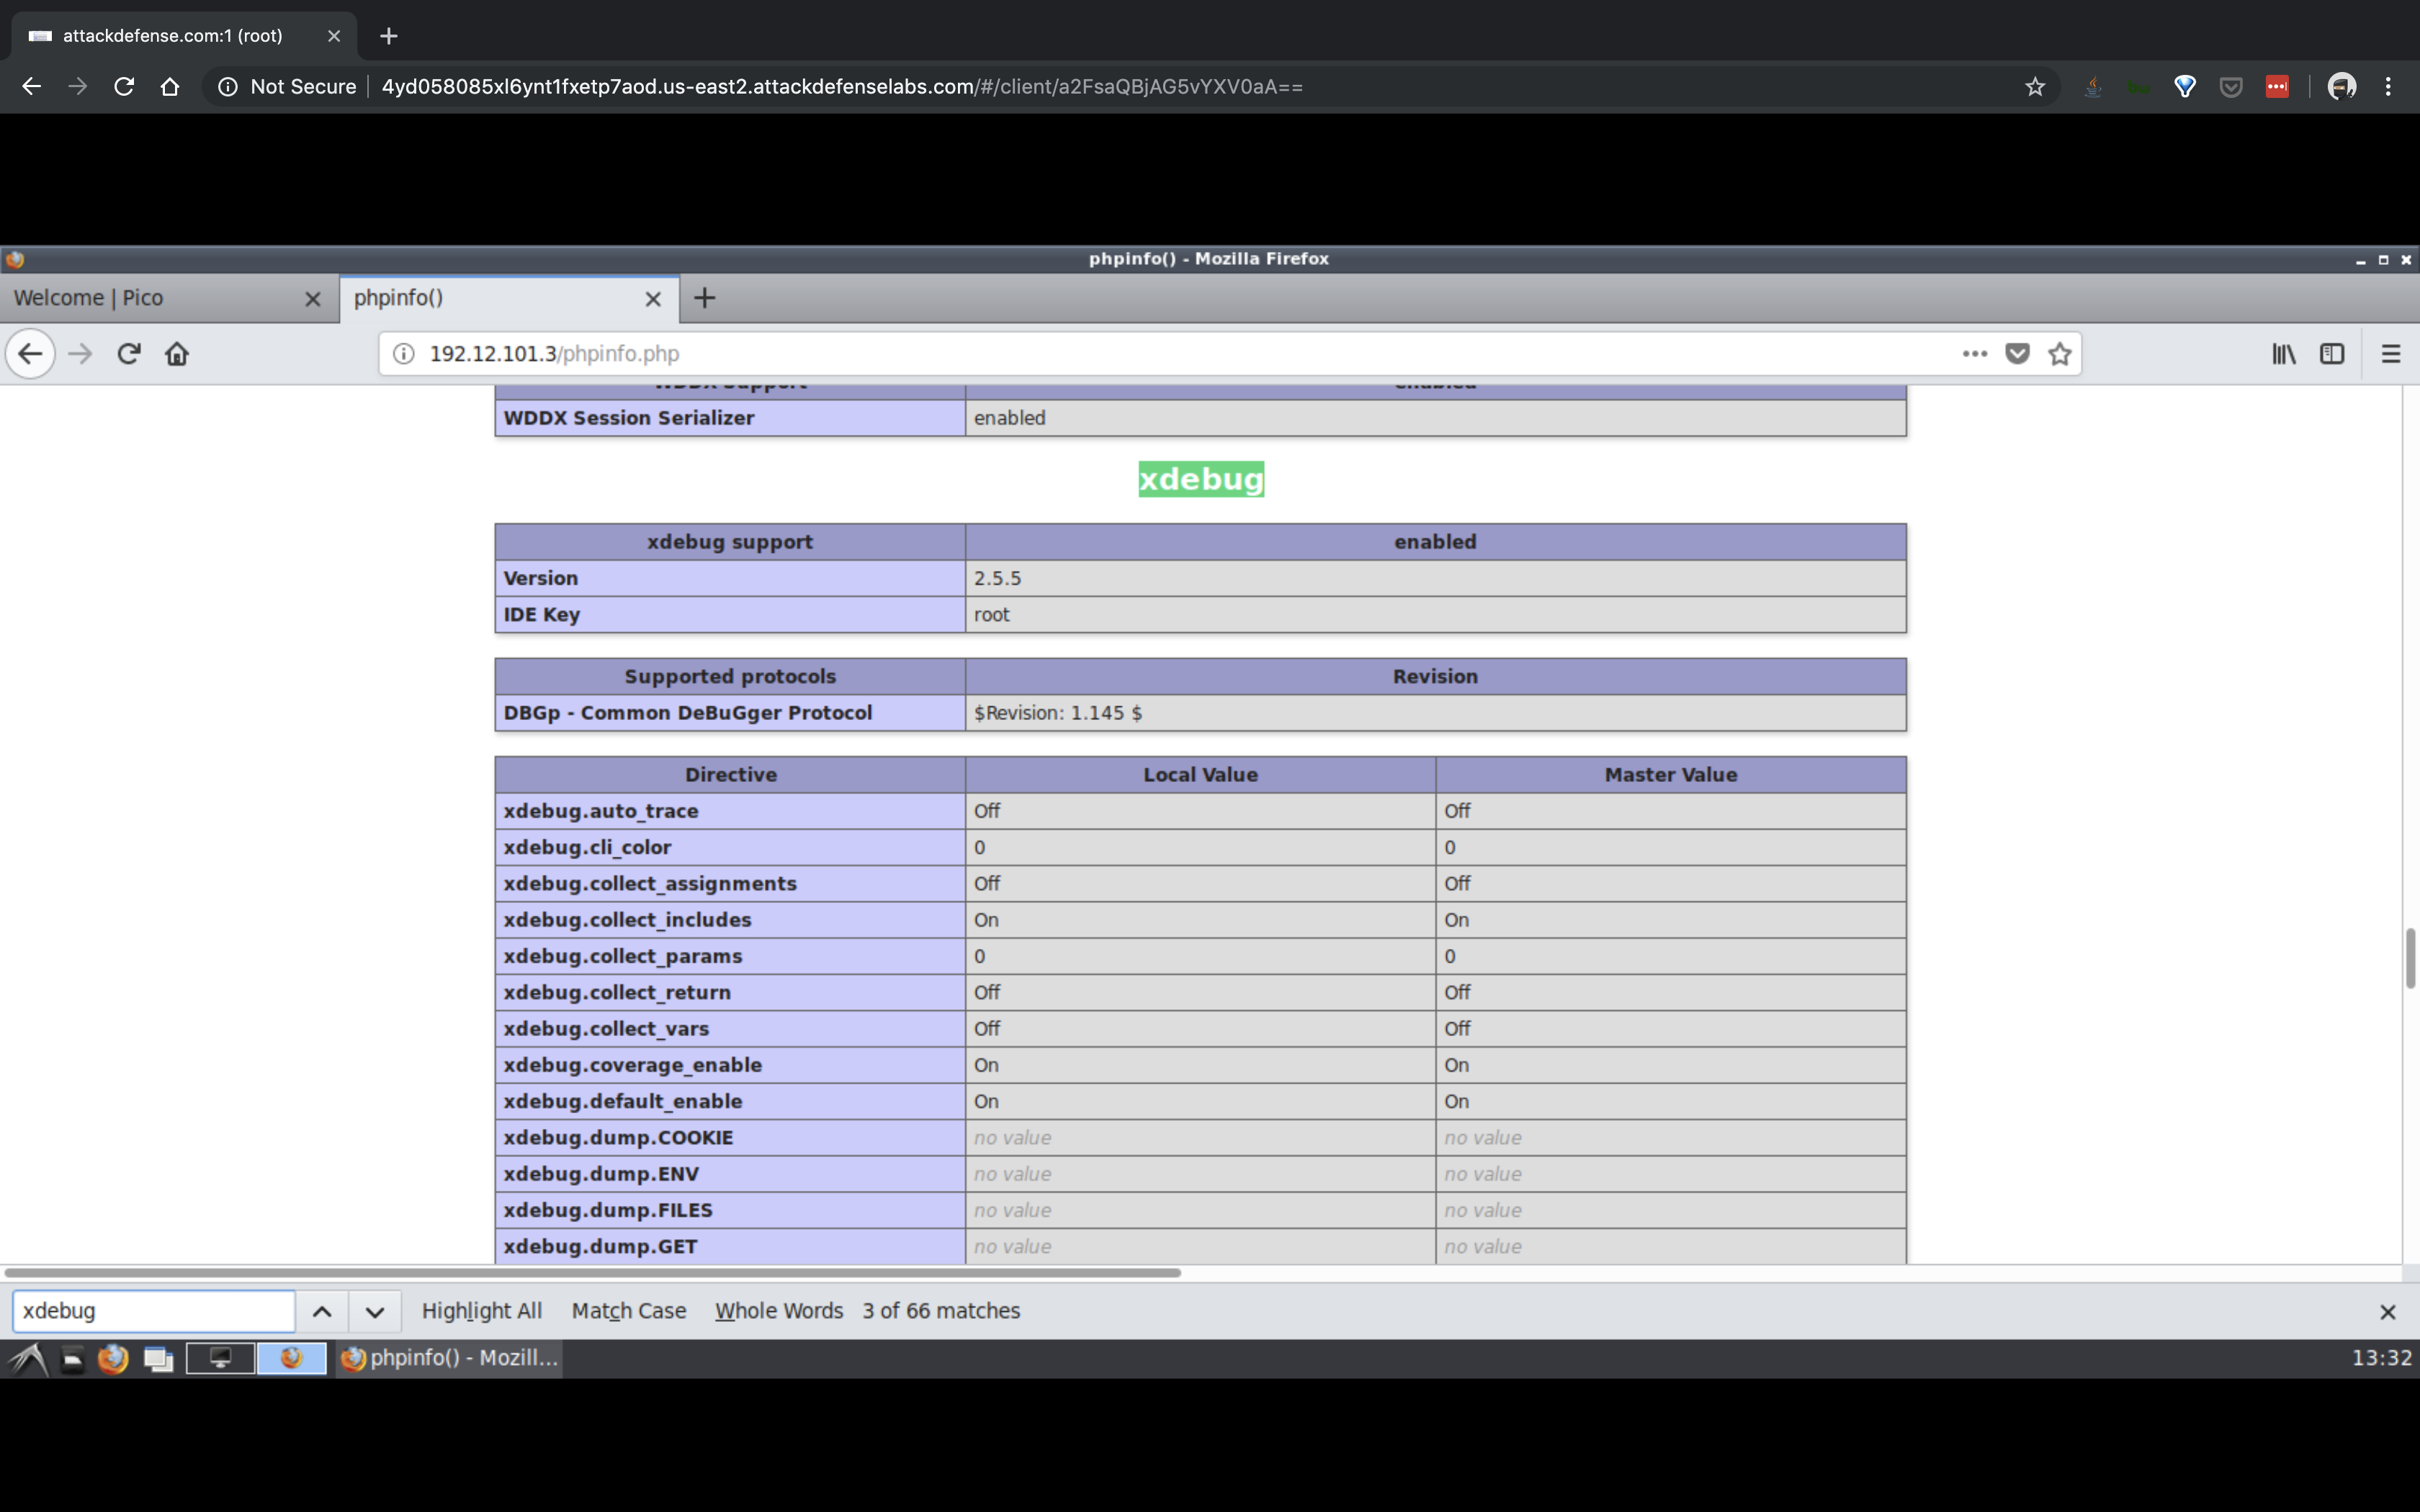 attackdefense.com:1 (root)
Not Secure 4yd058085xl6ynt1fxetp7aod.us-east2.attackdefenselabs.com/#/client/a2FsaQBjAG5vYXV0aA==
phpinfo() - Mozilla Firefox
Welcome | Pico phpinfo()
192.12.101.3/phpinfo.php
WDDX Support enabled
WDDX Session Serializer enabled
xdebug
xdebug support enabled
Version 2.5.5
IDE Key root
Supported protocols Revision
DBGp - Common DeBuGger Protocol $Revision: 1.145 $
Directive Local Value Master Value
xdebug.auto_trace Off Off
xdebug.cli_color 0 0
xdebug.collect_assignments Off Off
xdebug.collect_includes On On
xdebug.collect_params 0 0
xdebug.collect_return Off Off
xdebug.collect_vars Off Off
xdebug.coverage_enable On On
xdebug.default_enable On On
xdebug.dump.COOKIE no value no value
xdebug.dump.ENV no value no value
xdebug.dump.FILES no value no value
xdebug.dump.GET no value no value
xdebug Highlight All Match Case Whole Words 3 of 66 matches
phpinfo() - Mozill... 13:32